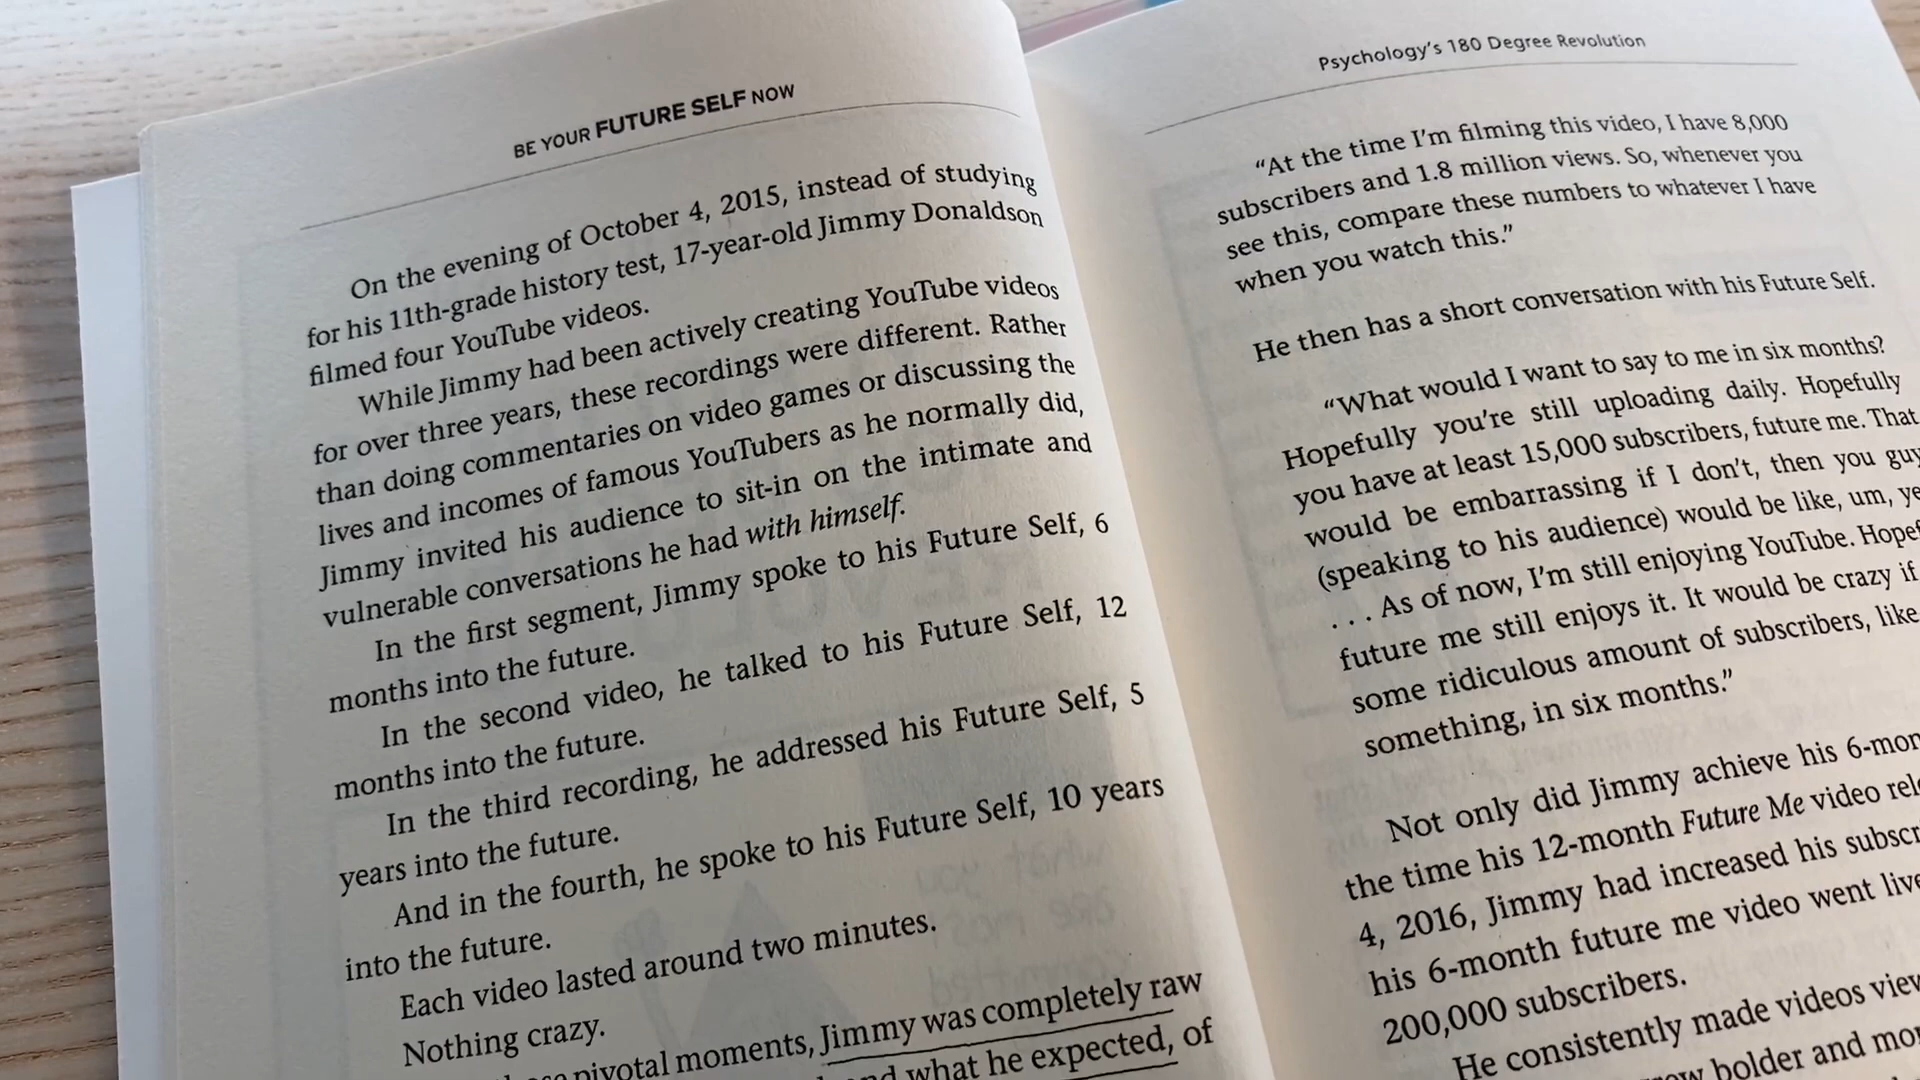 BE YOUR FUTURE SELF NOW
On the evening of October 4, 2015, instead of studying
for his 11th-grade history test, 17-year-old Jimmy Donaldson
filmed four YouTube videos.
While Jimmy had been actively creating YouTube videos
for over three years, these recordings were different. Rather
than doing commentaries on video games or discussing the
lives and incomes of famous YouTubers as he normally did,
Jimmy invited his audience to sit-in on the intimate and
vulnerable conversations he had with himself.
In the first segment, Jimmy spoke to his Future Self, 6
months into the future.
In the second video, he talked to his Future Self, 12
months into the future.
In the third recording, he addressed his Future Self, 5
years into the future.
And in the fourth, he spoke to his Future Self, 10 years
into the future.
Each video lasted around two minutes.
Nothing crazy.
pivotal moments, Jimmy was completely raw
what he expected, of
Psychology's 180 Degree Revolution
“At the time I'm filming this video, I have 8,000
subscribers and 1.8 million views. So, whenever you
see this, compare these numbers to whatever I have
when you watch this.”
He then has a short conversation with his Future Self.
“What would I want to say to me in six months?
Hopefully you're still uploading daily. Hopefully
you have at least 15,000 subscribers, future me. That
would be embarrassing if I don't, then you
(speaking to his audience) would be like, um,
. . . As of now, I'm still enjoying YouTube.
future me still enjoys it. It would be crazy if
some ridiculous amount of subscribers, like
something, in six months.”
Not only did Jimmy achieve his
the time his 12-month Future Me video
4, 2016, Jimmy had increased his
his 6-month future me video went live
200,000 subscribers.
He consistently made videos
bolder and